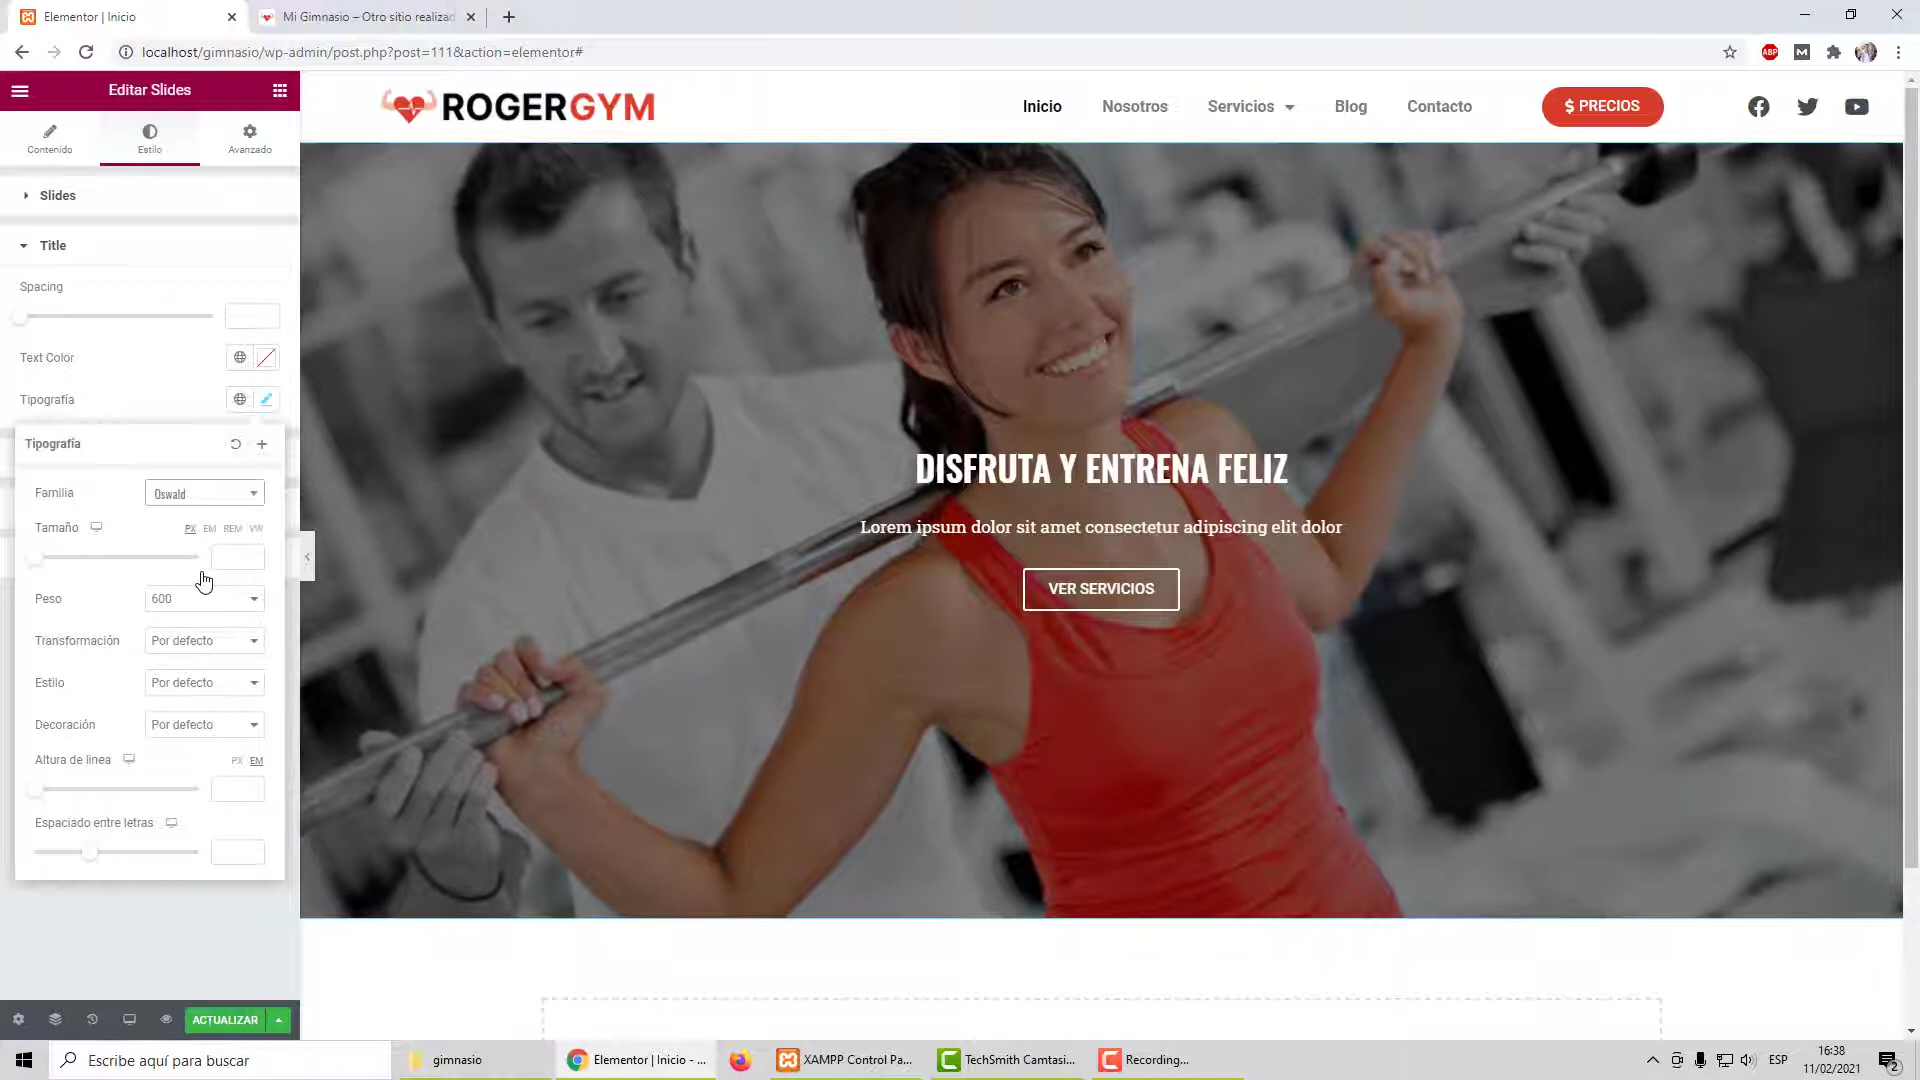 Elementor | Inicio
Mi Gimnasio – Otro sitio realizad
localhost/gimnasio/wp-admin/post.php?post=111&action=elementor#
ABP
M
Editar Slides
Contenido
Estilo
Avanzado
Slides
Title
Spacing
Text Color
Tipografía
Tipografía
Familia
Oswald
Tamaño
PX EM REM VW
Peso
600
Transformación
Por defecto
Estilo
Por defecto
Decoración
Por defecto
Altura de línea
PX EM
Espaciado entre letras
ACTUALIZAR
ROGERGYM
Inicio
Nosotros
Servicios
Blog
Contacto
$ PRECIOS
DISFRUTA Y ENTRENA FELIZ
Lorem ipsum dolor sit amet consectetur adipiscing elit dolor
VER SERVICIOS
Escribe aquí para buscar
gimnasio
Elementor | Inicio - ...
XAMPP Control Pa...
TechSmith Camtasi...
Recording...
ESP
16:38
11/02/2021
2